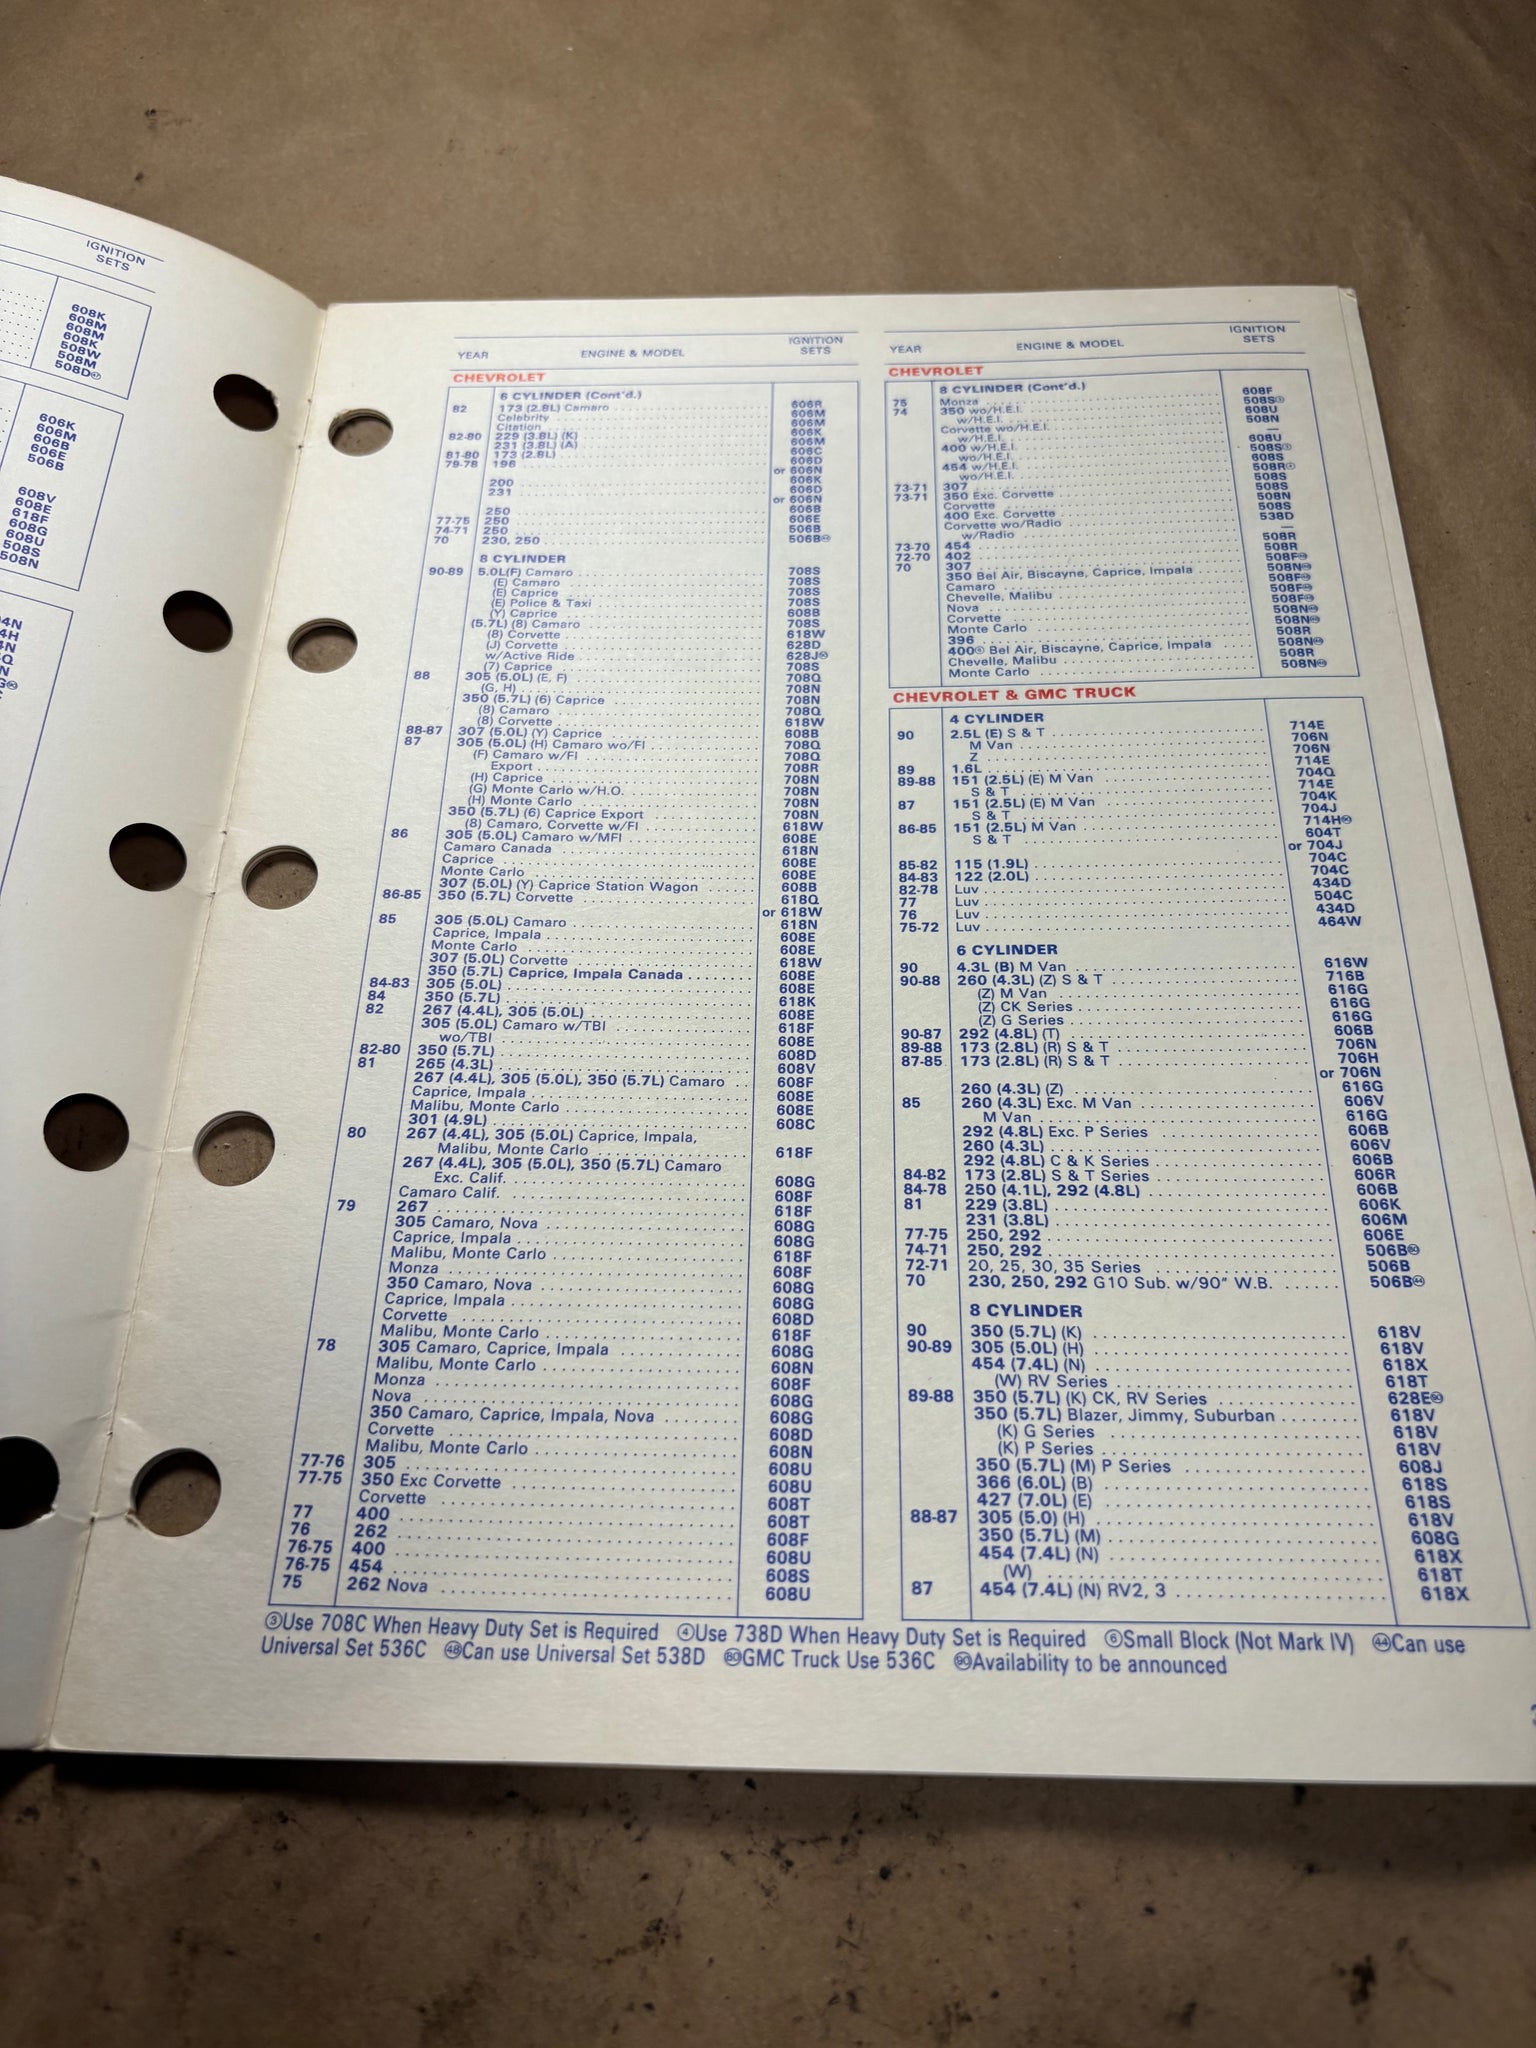 IGNITION
SETS
608K
608M
608M
608K
508W
508M
508D㊼
606K
606M
606B
606E
506B
608V
608E
618F
608G
608U
508S
508N
YEAR ENGINE & MODEL IGNITION SETS
CHEVROLET
6 CYLINDER (Cont'd.)
82 173 (2.8L) Camaro 606R
Celebrity 606M
Citation 606M
82-80 229 (3.8L) (K) 606K
231 (3.8L) (A) 606M
81-80 173 (2.8L) 606C
79-78 196 606D
or 606N
200 606K
231 606D
or 606N
250 606B
77-75 250 606E
74-71 250 506B
70 230, 250 506B㊽
8 CYLINDER
90-89 5.0L(F) Camaro 708S
(E) Camaro 708S
(E) Caprice 708S
(E) Police & Taxi 708S
(Y) Caprice 608B
(5.7L) (8) Camaro 708S
(8) Corvette 618W
(J) Corvette 628D
w/Active Ride 628J(90)
(7) Caprice 708S
88 305 (5.0L) (E, F) 708Q
(G, H) 708N
350 (5.7L) (6) Caprice 708N
(8) Camaro 708Q
(8) Corvette 618W
88-87 307 (5.0L) (Y) Caprice 608B
87 305 (5.0L) (H) Camaro wo/FI 708Q
(F) Camaro w/FI 708Q
Export 708R
(H) Caprice 708N
(G) Monte Carlo w/H.O. 708N
(H) Monte Carlo 708N
350 (5.7L) (6) Caprice Export 708N
(8) Camaro, Corvette w/FI 618W
86 305 (5.0L) Camaro w/MFI 608E
Camaro Canada 618N
Caprice 608E
Monte Carlo 608E
307 (5.0L) (Y) Caprice Station Wagon 608B
86-85 350 (5.7L) Corvette 618Q
or 618W
85 305 (5.0L) Camaro 618N
Caprice, Impala 608E
Monte Carlo 608E
307 (5.0L) Corvette 618W
350 (5.7L) Caprice, Impala Canada 608E
84-83 305 (5.0L) 608E
84 350 (5.7L) 618K
82 267 (4.4L), 305 (5.0L) 608E
305 (5.0L) Camaro w/TBI 618F
wo/TBI 608E
82-80 350 (5.7L) 608D
81 265 (4.3L) 608V
267 (4.4L), 305 (5.0L), 350 (5.7L) Camaro 608F
Caprice, Impala 608E
Malibu, Monte Carlo 608E
301 (4.9L) 608C
80 267 (4.4L), 305 (5.0L) Caprice, Impala,
Malibu, Monte Carlo 618F
267 (4.4L), 305 (5.0L), 350 (5.7L) Camaro
Exc. Calif. 608G
Camaro Calif. 608F
79 267 618F
305 Camaro, Nova 608G
Caprice, Impala 608G
Malibu, Monte Carlo 618F
Monza 608F
350 Camaro, Nova 608G
Caprice, Impala 608G
Corvette 608D
Malibu, Monte Carlo 618F
78 305 Camaro, Caprice, Impala 608G
Malibu, Monte Carlo 608N
Monza 608F
Nova 608G
350 Camaro, Caprice, Impala, Nova 608G
Corvette 608D
Malibu, Monte Carlo 608N
77-76 305 608U
77-75 350 Exc Corvette 608U
Corvette 608T
77 400 608T
76 262 608F
76-75 400 608U
76-75 454 608S
75 262 Nova 608U
YEAR ENGINE & MODEL IGNITION SETS
CHEVROLET
8 CYLINDER (Cont'd.)
75 Monza 608F
74 350 wo/H.E.I. 508S③
w/H.E.I. 608U
Corvette wo/H.E.I. 508N
w/H.E.I. —
400 w/H.E.I. 608U
wo/H.E.I. 508S③
454 w/H.E.I. 608S
wo/H.E.I. 508R④
73-71 307 508S
73-71 350 Exc. Corvette 508S
Corvette 508N
400 Exc. Corvette 508S
Corvette wo/Radio 538D
w/Radio —
73-70 454 508R
72-70 402 508R
70 307 508F㊽
350 Bel Air, Biscayne, Caprice, Impala 508N㊽
Camaro 508F㊽
Chevelle, Malibu 508F㊽
Nova 508F㊽
Corvette 508N㊽
Monte Carlo 508N㊽
396 508R
400⑥ Bel Air, Biscayne, Caprice, Impala 508N㊽
Chevelle, Malibu 508R
Monte Carlo 508N㊽
CHEVROLET & GMC TRUCK
4 CYLINDER
90 2.5L (E) S & T 714E
M Van 706N
Z 706N
89 1.6L 714E
89-88 151 (2.5L) (E) M Van 704Q
S & T 714E
87 151 (2.5L) (E) M Van 704K
S & T 704J
86-85 151 (2.5L) M Van 714H(90)
S & T 604T
or 704J
85-82 115 (1.9L) 704C
84-83 122 (2.0L) 704C
82-78 Luv 434D
77 Luv 504C
76 Luv 434D
75-72 Luv 464W
6 CYLINDER
90 4.3L (B) M Van 616W
90-88 260 (4.3L) (Z) S & T 716B
(Z) M Van 616G
(Z) CK Series 616G
(Z) G Series 616G
90-87 292 (4.8L) (T) 606B
89-88 173 (2.8L) (R) S & T 706N
87-85 173 (2.8L) (R) S & T 706H
or 706N
260 (4.3L) (Z) 616G
85 260 (4.3L) Exc. M Van 606V
M Van 616G
292 (4.8L) Exc. P Series 606B
260 (4.3L) 606V
292 (4.8L) C & K Series 606B
84-82 173 (2.8L) S & T Series 606R
84-78 250 (4.1L), 292 (4.8L) 606B
81 229 (3.8L) 606K
231 (3.8L) 606M
77-75 250, 292 606E
74-71 250, 292 506B(80)
72-71 20, 25, 30, 35 Series 506B
70 230, 250, 292 G10 Sub. w/90" W.B. 506B㊹
8 CYLINDER
90 350 (5.7L) (K) 618V
90-89 305 (5.0L) (H) 618V
454 (7.4L) (N) 618X
(W) RV Series 618T
89-88 350 (5.7L) (K) CK, RV Series 628E(90)
350 (5.7L) Blazer, Jimmy, Suburban 618V
(K) G Series 618V
(K) P Series 618V
350 (5.7L) (M) P Series 608J
366 (6.0L) (B) 618S
427 (7.0L) (E) 618S
88-87 305 (5.0) (H) 618V
350 (5.7L) (M) 608G
454 (7.4L) (N) 618X
(W) 618T
87 454 (7.4L) (N) RV2, 3 618X
③Use 708C When Heavy Duty Set is Required ④Use 738D When Heavy Duty Set is Required ⑥Small Block (Not Mark IV) ㊹Can use
Universal Set 536C ㊽Can use Universal Set 538D (80)GMC Truck Use 536C (90)Availability to be announced